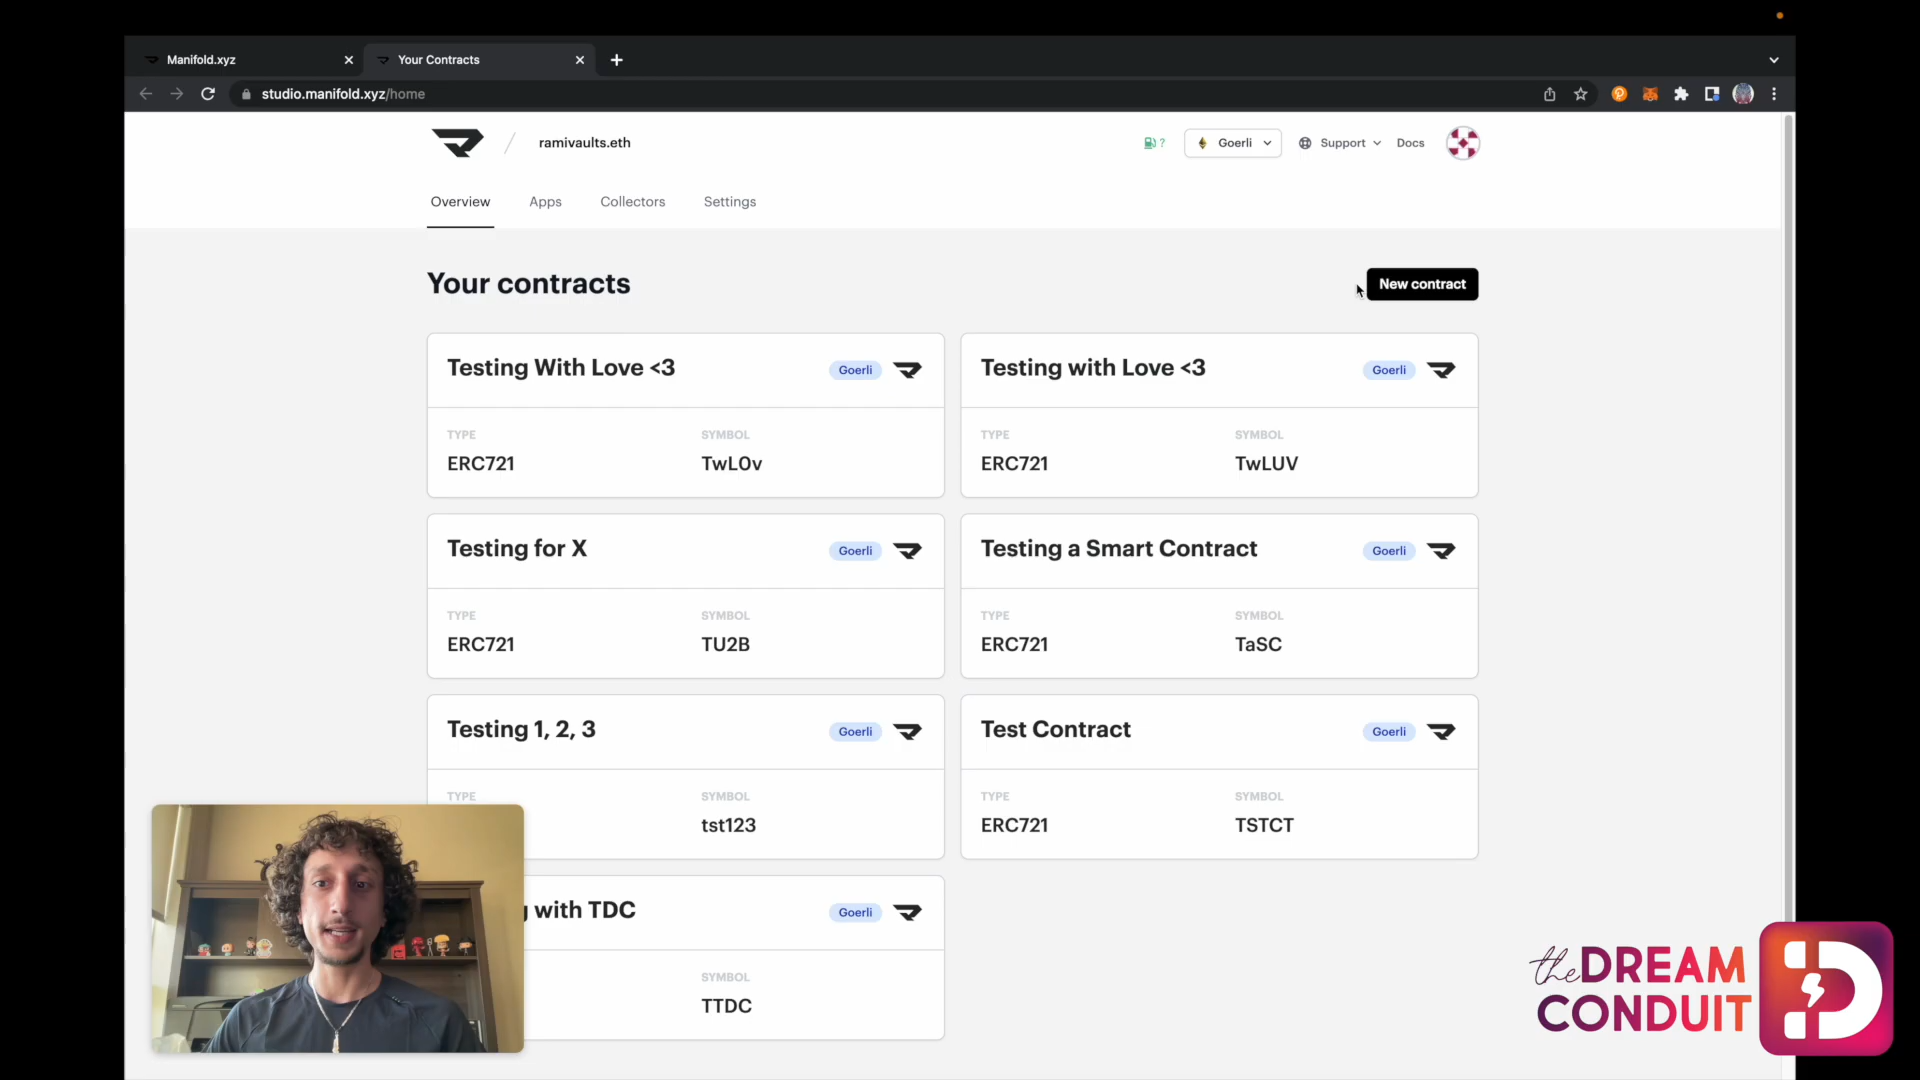 Manifold.xyz
Your Contracts
studio.manifold.xyz/home
ramivaults.eth
?
Goerli
Support
Docs
Overview
Apps
Collectors
Settings
Your contracts
New contract
Testing With Love <3
Goerli
TYPE
SYMBOL
ERC721
TwL0v
Testing with Love <3
Goerli
TYPE
SYMBOL
ERC721
TwLUV
Testing for X
Goerli
TYPE
SYMBOL
ERC721
TU2B
Testing a Smart Contract
Goerli
TYPE
SYMBOL
ERC721
TaSC
Testing 1, 2, 3
Goerli
TYPE
SYMBOL
tst123
Test Contract
Goerli
TYPE
SYMBOL
ERC721
TSTCT
with TDC
Goerli
SYMBOL
TTDC
the DREAM
CONDUIT